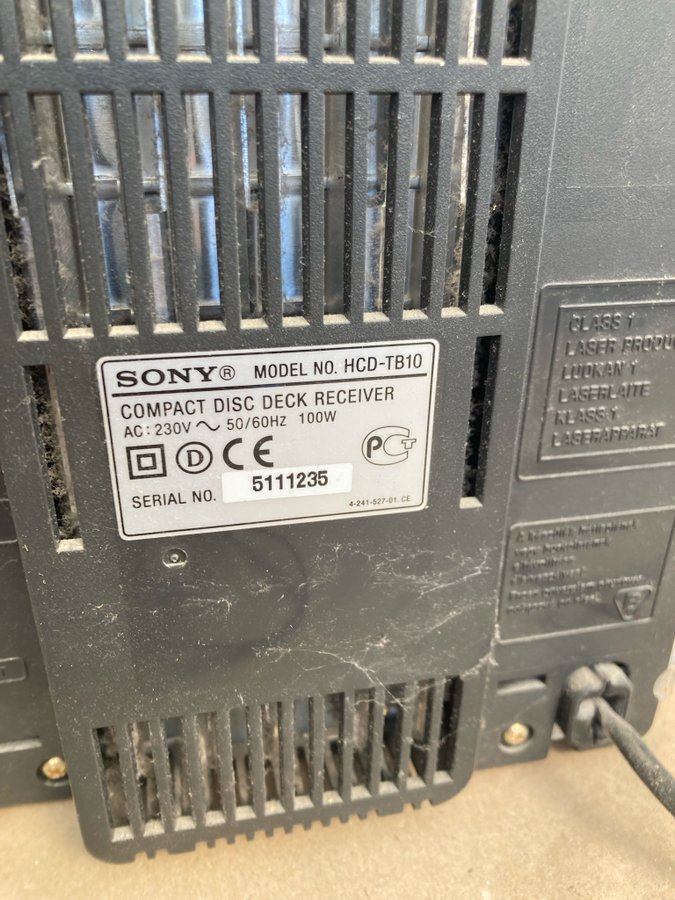 SONY® MODEL NO. HCD-TB10
COMPACT DISC DECK RECEIVER
AC: 230V ~ 50/60HZ 100W
D CE PCT
SERIAL NO. 5111235
4-241-527-01. CE
CLASS 1
LASER PRODU
LUOKAN 1
LASERLAITE
KLASS 1
LASERAPPARAT